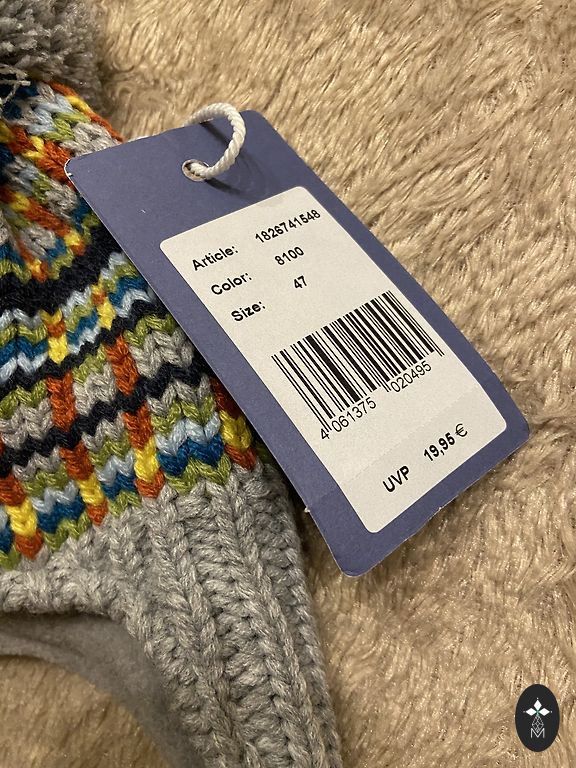 Article: 1826741548
Color: 8100
Size: 47
4 061375 020495
UVP 19,95 €
M